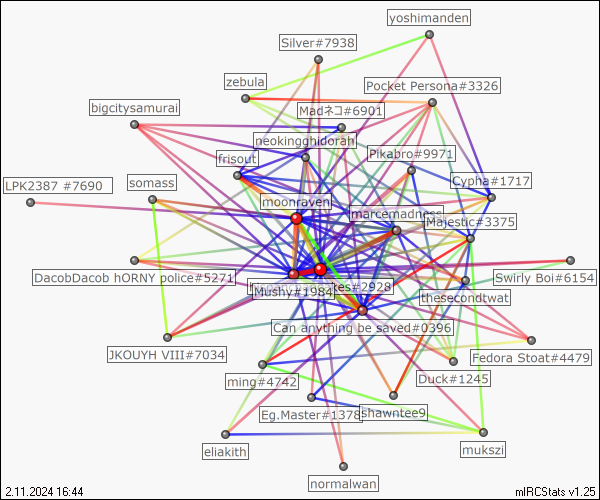 yoshimanden
Silver#7938
zebula
Pocket Persona#3326
bigcitysamurai
Madネコ#6901
neokingghidorah
Pikabro#9971
frisout
Cypha#1717
LPK2387 #7690
somass
moonraven
marcemadness
Majestic#3375
DacobDacob hORNY police#5271
Swirly Boi#6154
Mushy#1984
kes#2928
thesecondtwat
Can anything be saved#0396
JKOUYH VIII#7034
Fedora Stoat#4479
ming#4742
Duck#1245
Eg.Master#1378
shawntee9
eliakith
mukszi
normalwan
2.11.2024 16:44
mIRCStats v1.25